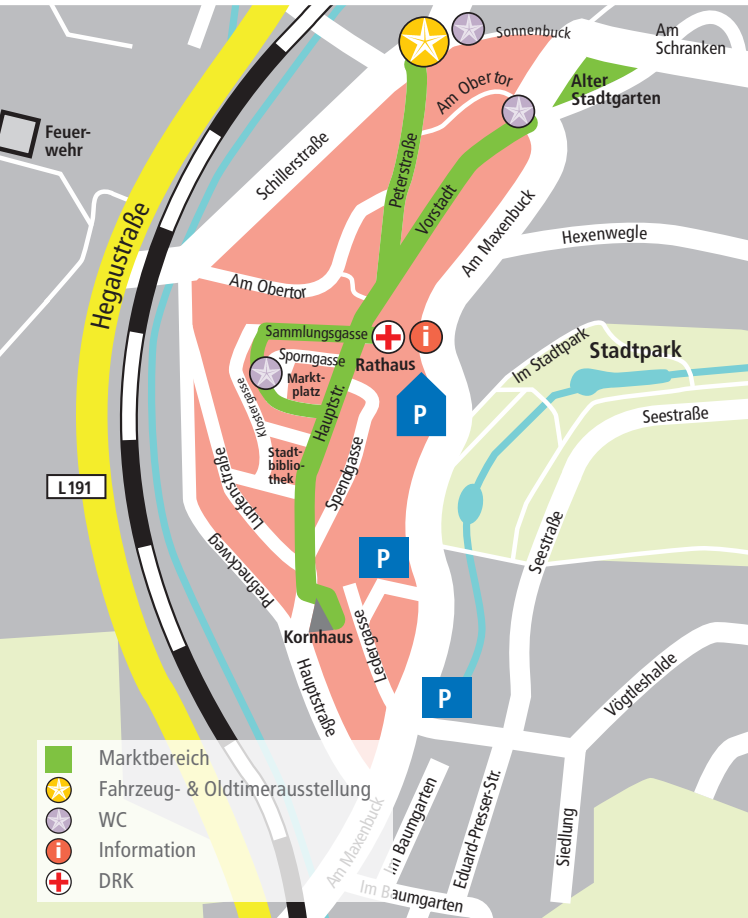 Sonnenbuck
Am
Schranken
Am Obertor
Alter
Stadtgarten
Feuer-
wehr
Schillerstraße
Peterstraße
Vorstadt
Am Maxenbuck
Hexenwegle
Hegaustraße
Am Obertor
Sammlungsgasse
i
Sporngasse
Rathaus
Markt-
platz
Klostergasse
Hauptstr.
Im Stadtpark
Stadtpark
P
Seestraße
Stadt-
biblio-
thek
Spendgasse
Lupfenstraße
L191
Seestraße
P
Preßneckweg
Kornhaus
Ledergasse
Hauptstraße
P
Vögtleshalde
Marktbereich
Fahrzeug- & Oldtimerausstellung
WC
i
Information
DRK
Am Maxenbuck
Im Baumgarten
Eduard-Presser-Str.
Siedlung
Im Baumgarten